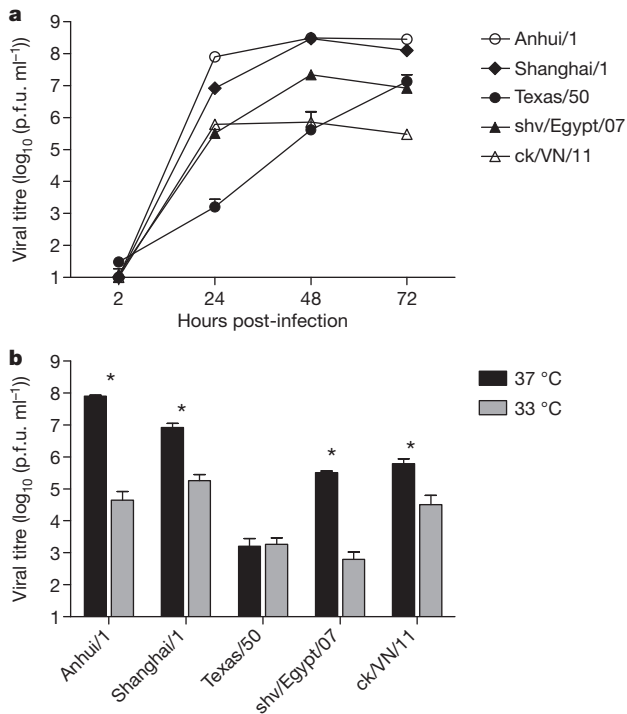 a
Viral titre (log10 (p.f.u. ml−1))
9
8
7
6
5
4
3
2
1
2 24 48 72
Hours post-infection
Anhui/1
Shanghai/1
Texas/50
shv/Egypt/07
ck/VN/11
b
Viral titre (log10 (p.f.u. ml−1))
9
8
7
6
5
4
3
2
1
* * * *
Anhui/1
Shanghai/1
Texas/50
shv/Egypt/07
ck/VN/11
37 °C
33 °C